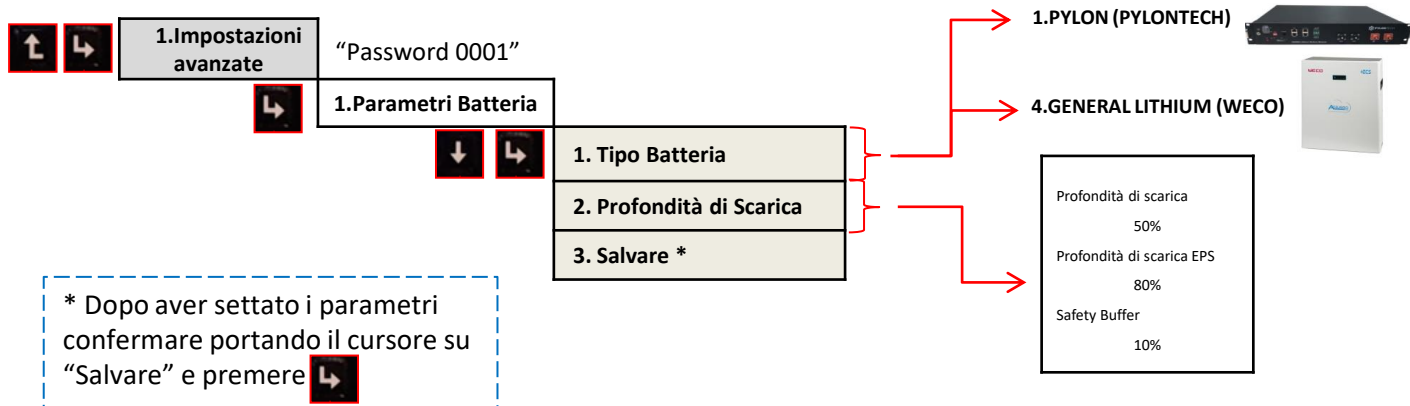 1.Impostazioni
avanzate
“Password 0001”
1.Parametri Batteria
1. Tipo Batteria
2. Profondità di Scarica
3. Salvare *
1.PYLON (PYLONTECH)
4.GENERAL LITHIUM (WECO)
WECO
Profondità di scarica
50%
Profondità di scarica EPS
80%
Safety Buffer
10%
* Dopo aver settato i parametri
confermare portando il cursore su
“Salvare” e premere